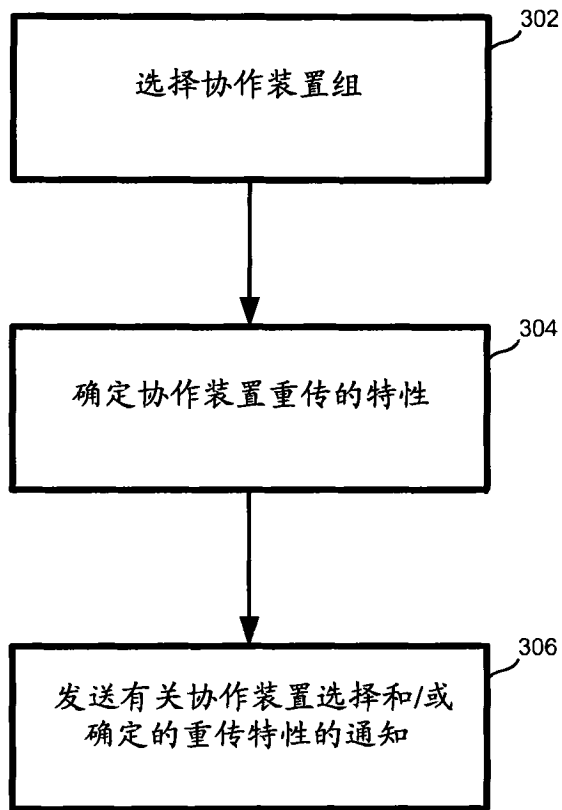 302
选择协作装置组
304
确定协作装置重传的特性
306
发送有关协作装置选择和/或
确定的重传特性的通知